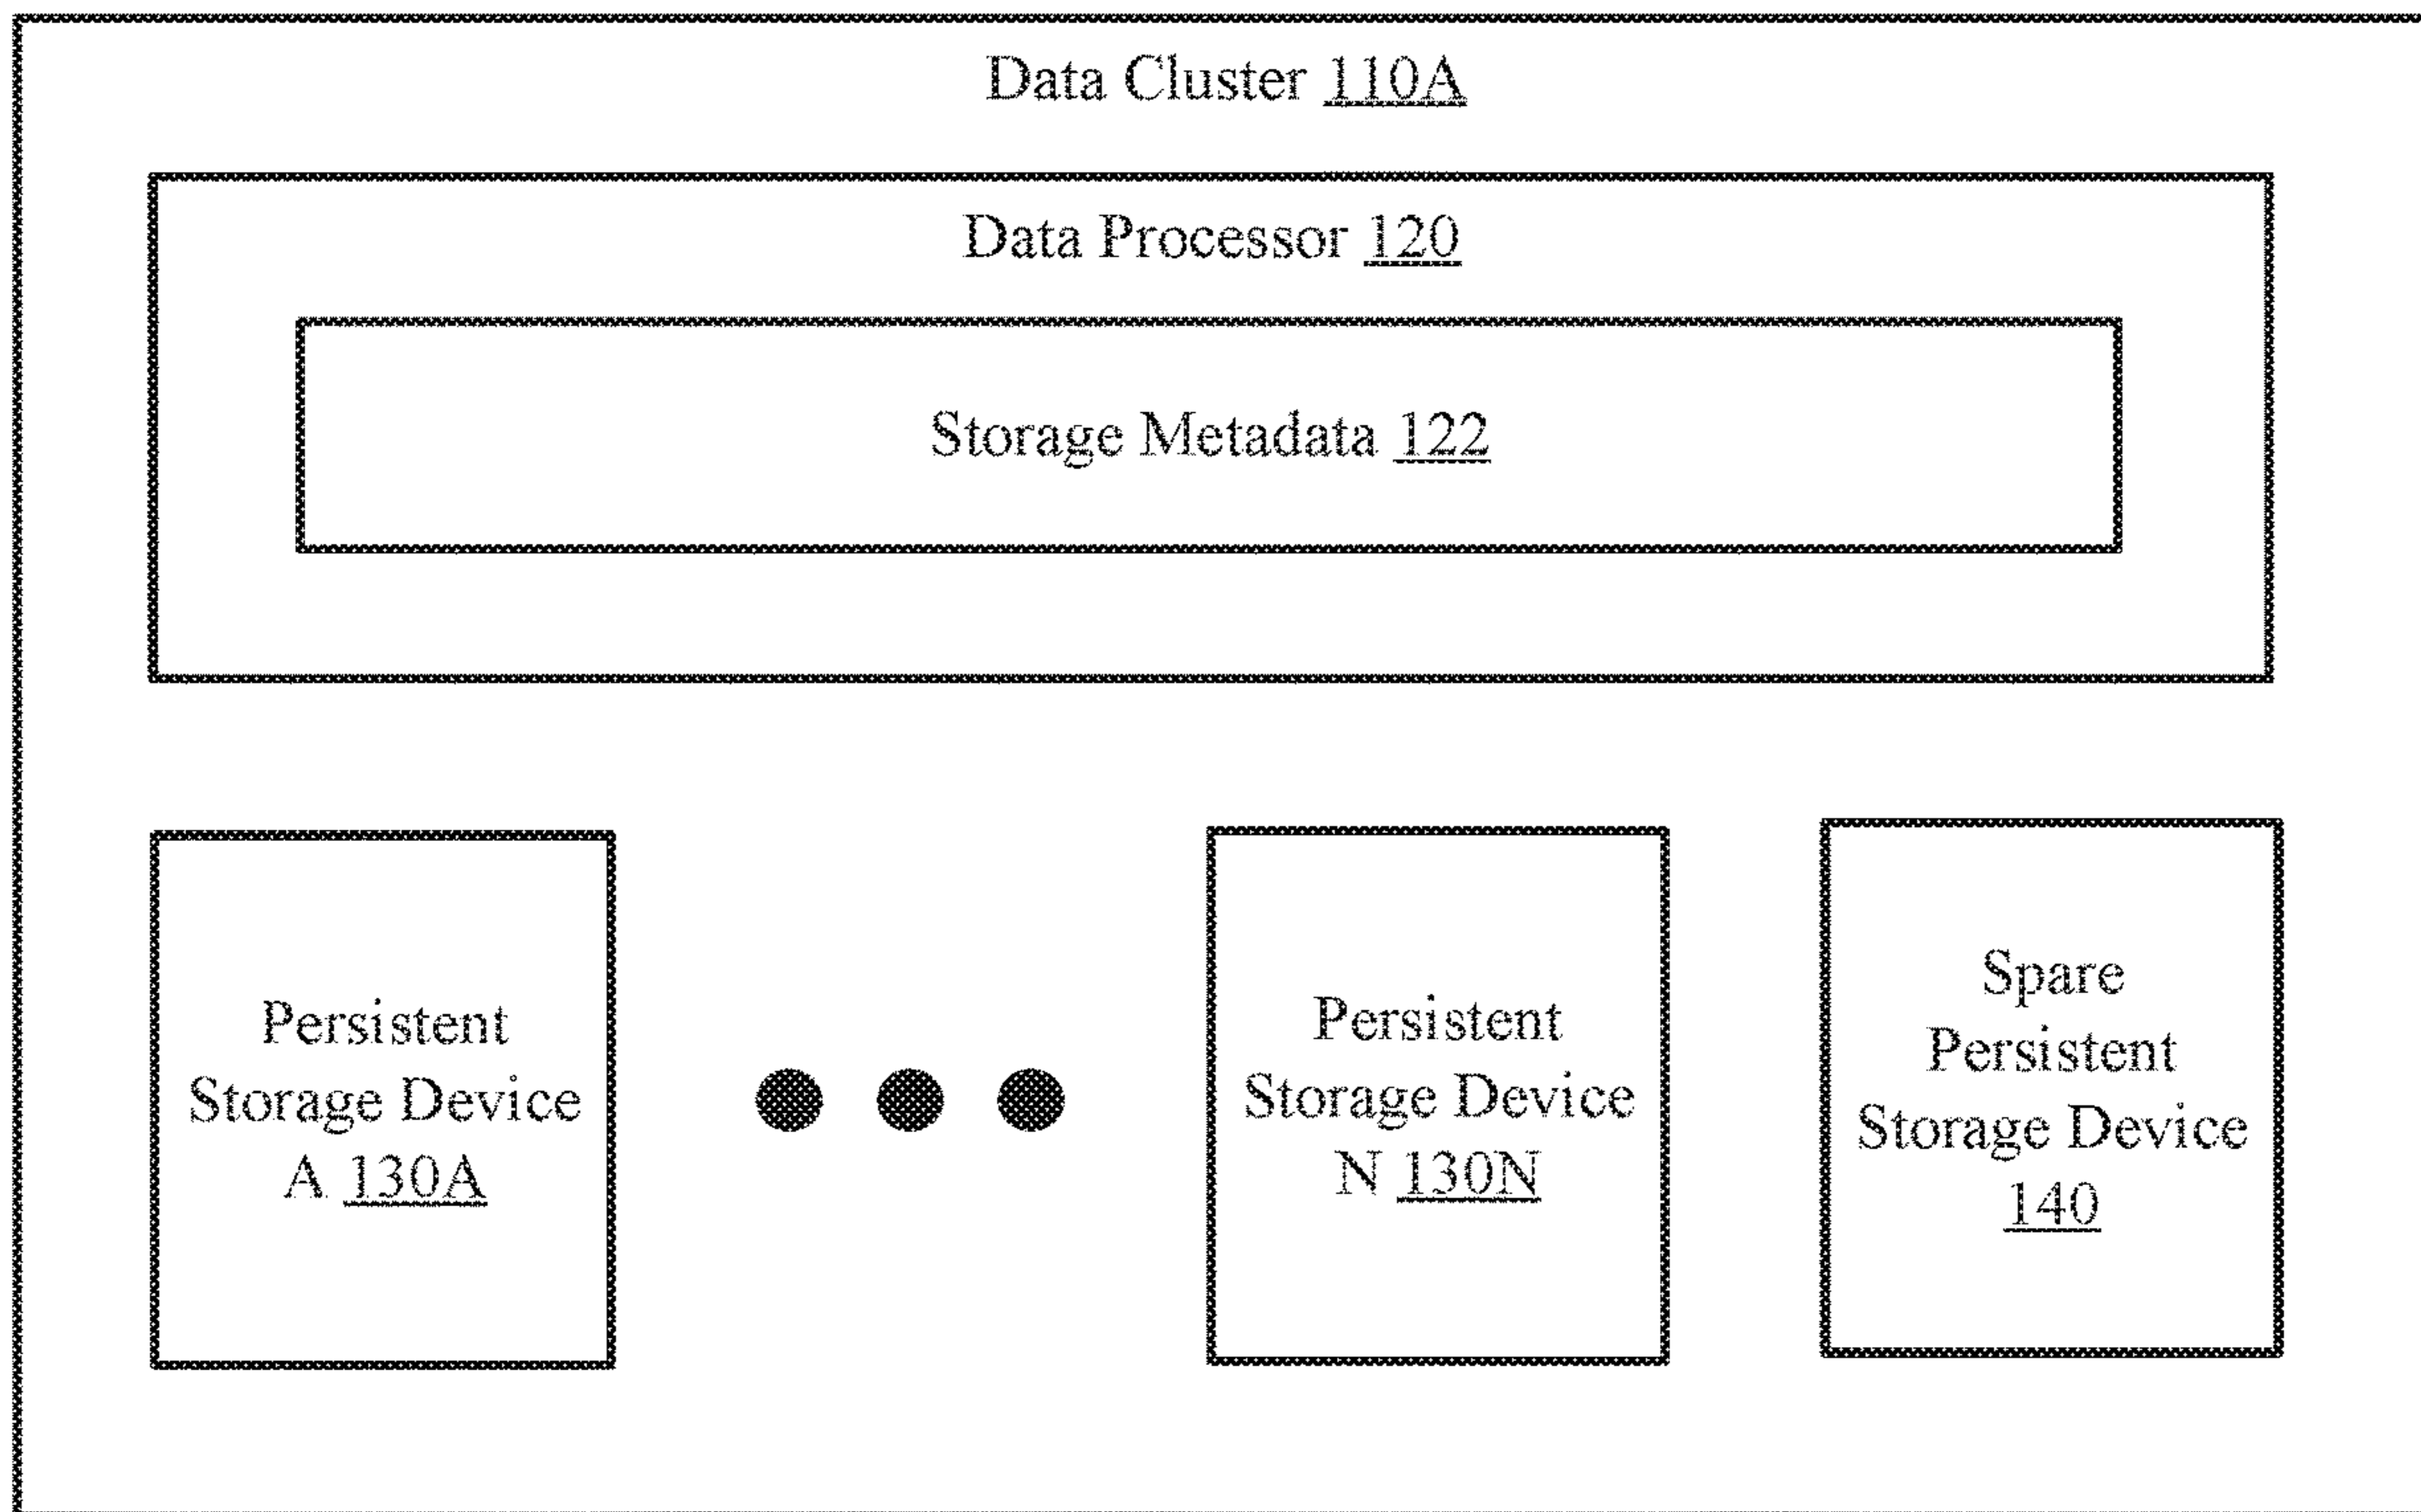 Data Cluster 110A
Data Processor 120
Storage Metadata 122
Persistent
Storage Device
A 130A
Persistent
Storage Device
N 130N
Spare
Persistent
Storage Device
140